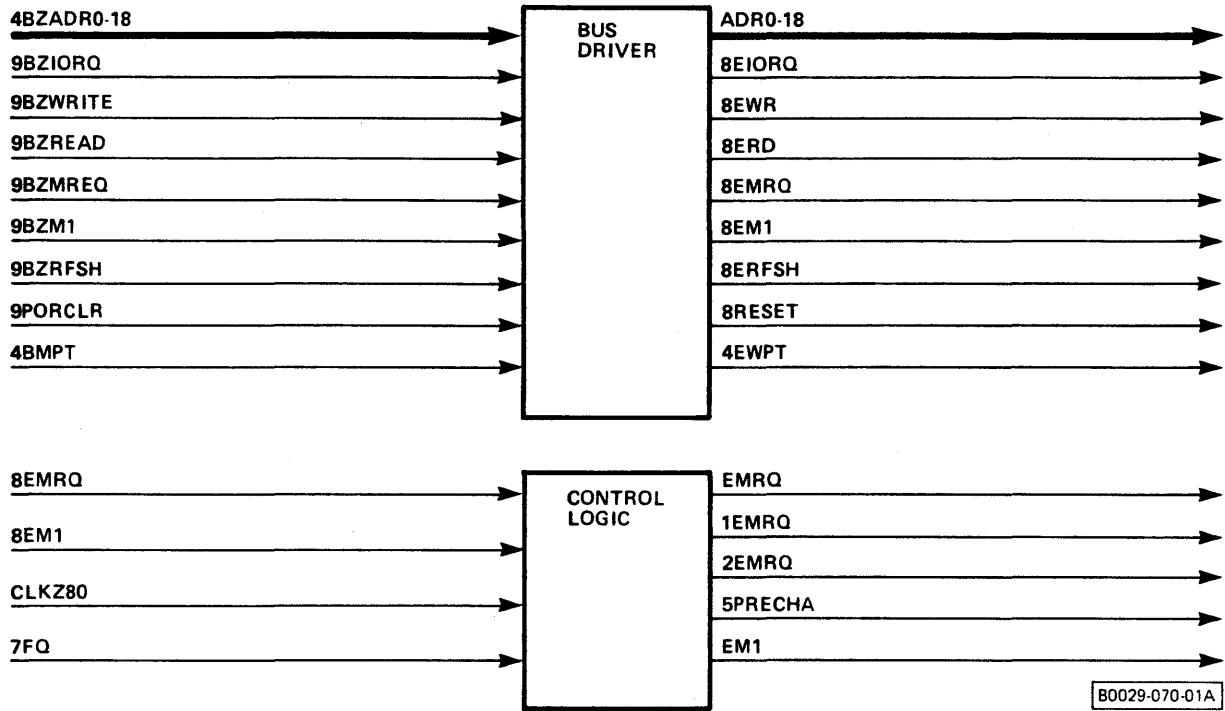 4BZADR0-18
9BZIORQ
9BZWRITE
9BZREAD
9BZMREQ
9BZM1
9BZRFSH
9PORCLR
4BMPT
BUS
DRIVER
ADR0-18
8EIORQ
8EWR
8ERD
8EMRQ
8EM1
8ERFSH
8RESET
4EWPT
8EMRQ
8EM1
CLKZ80
7FQ
CONTROL
LOGIC
EMRQ
1EMRQ
2EMRQ
5PRECHA
EM1
B0029-070-01A